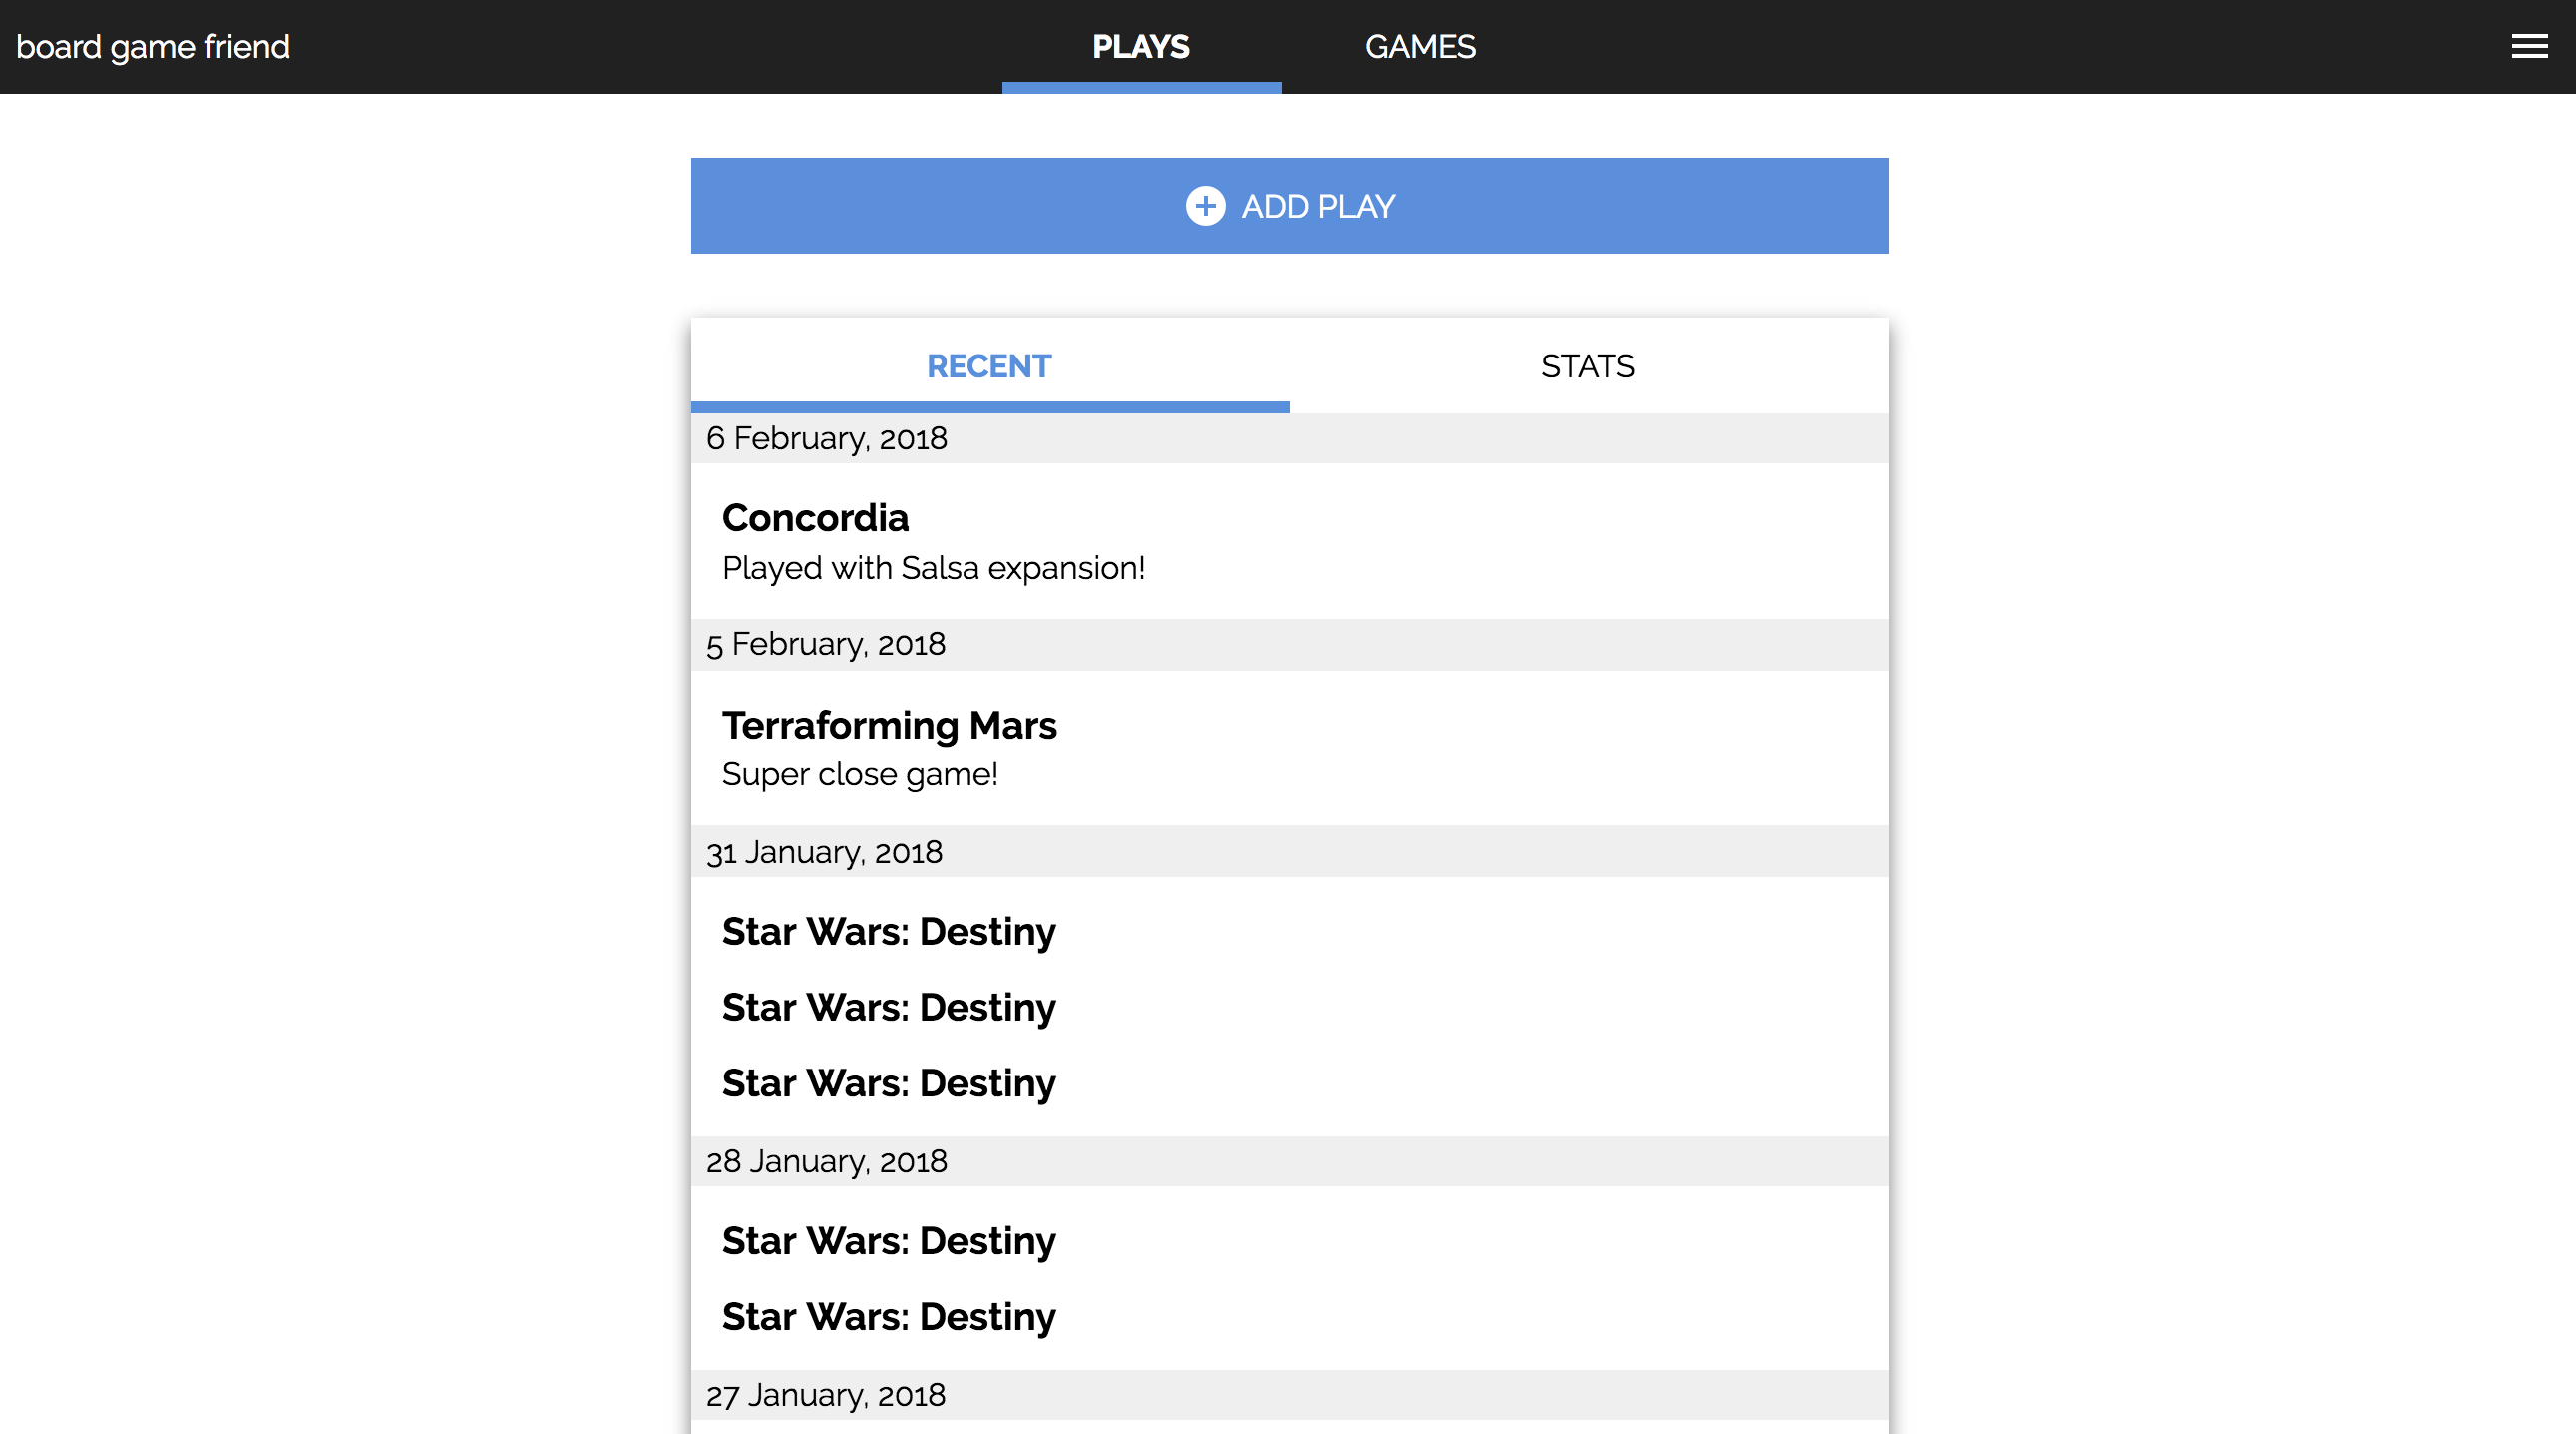 board game friend
PLAYS
GAMES
ADD PLAY
RECENT
STATS
6 February, 2018
Concordia
Played with Salsa expansion!
5 February, 2018
Terraforming Mars
Super close game!
31 January, 2018
Star Wars: Destiny
Star Wars: Destiny
Star Wars: Destiny
28 January, 2018
Star Wars: Destiny
Star Wars: Destiny
27 January, 2018